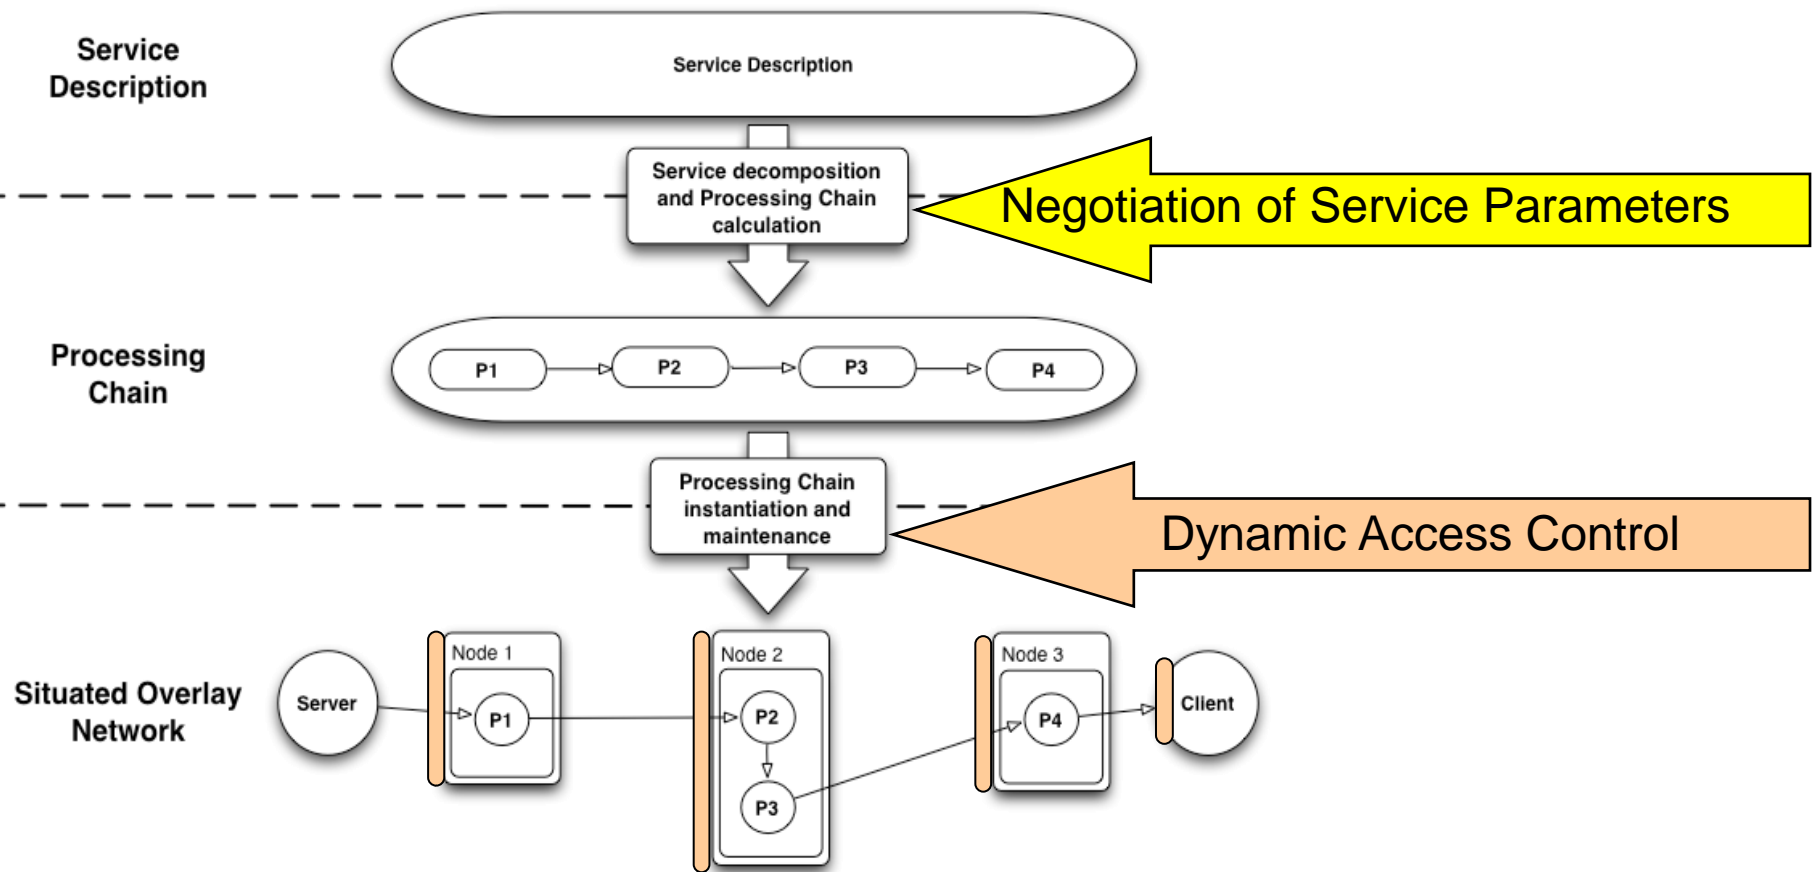 Service
Description
Service Description
Service decomposition
and Processing Chain
calculation
Negotiation of Service Parameters
Processing
Chain
P1
P2
P3
P4
Processing Chain
instantiation and
maintenance
Dynamic Access Control
Situated Overlay
Network
Server
Node 1
P1
Node 2
P2
P3
Node 3
P4
Client